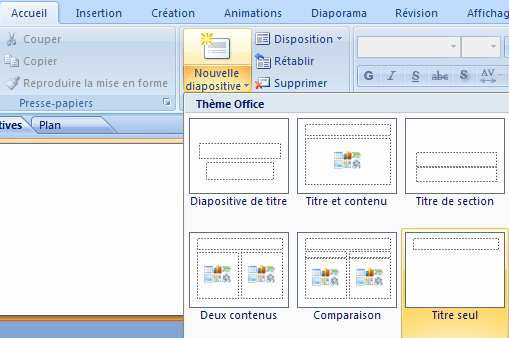 Accueil Insertion Création Animations Diaporama Révision Affichag
Couper
Copier
Reproduire la mise en forme
Presse-papiers
Nouvelle
diapositive
Disposition
Rétablir
Supprimer
G I S abc S AV
tives Plan
Thème Office
Diapositive de titre Titre et contenu Titre de section
Deux contenus Comparaison Titre seul